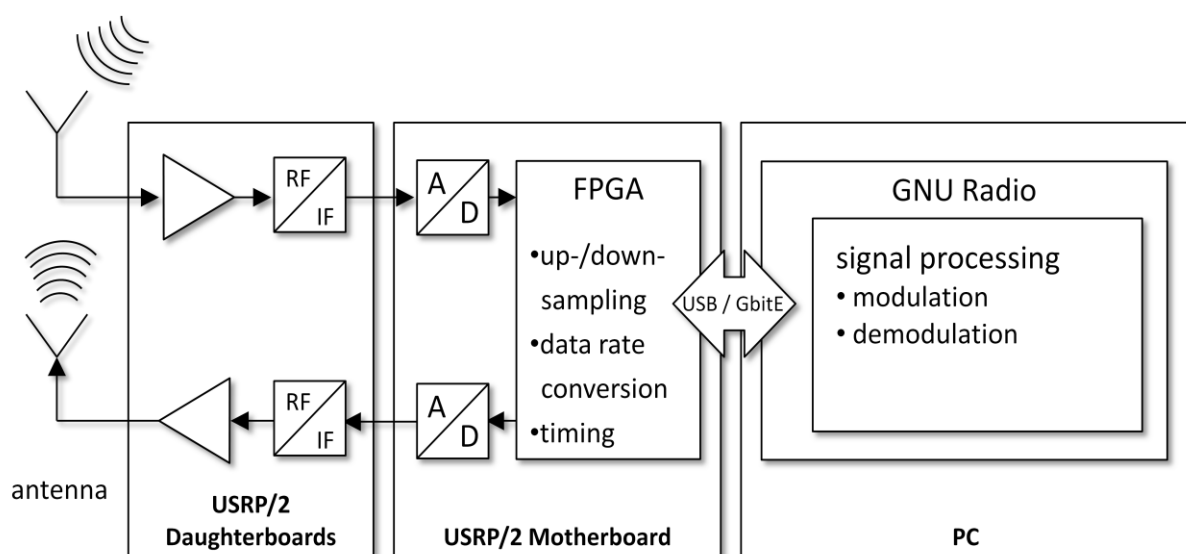 RF
IF
A
D
FPGA
•up-/down-
sampling
•data rate
conversion
•timing
USB / GbitE
GNU Radio
signal processing
• modulation
• demodulation
RF
IF
A
D
antenna
USRP/2
Daughterboards
USRP/2 Motherboard
PC